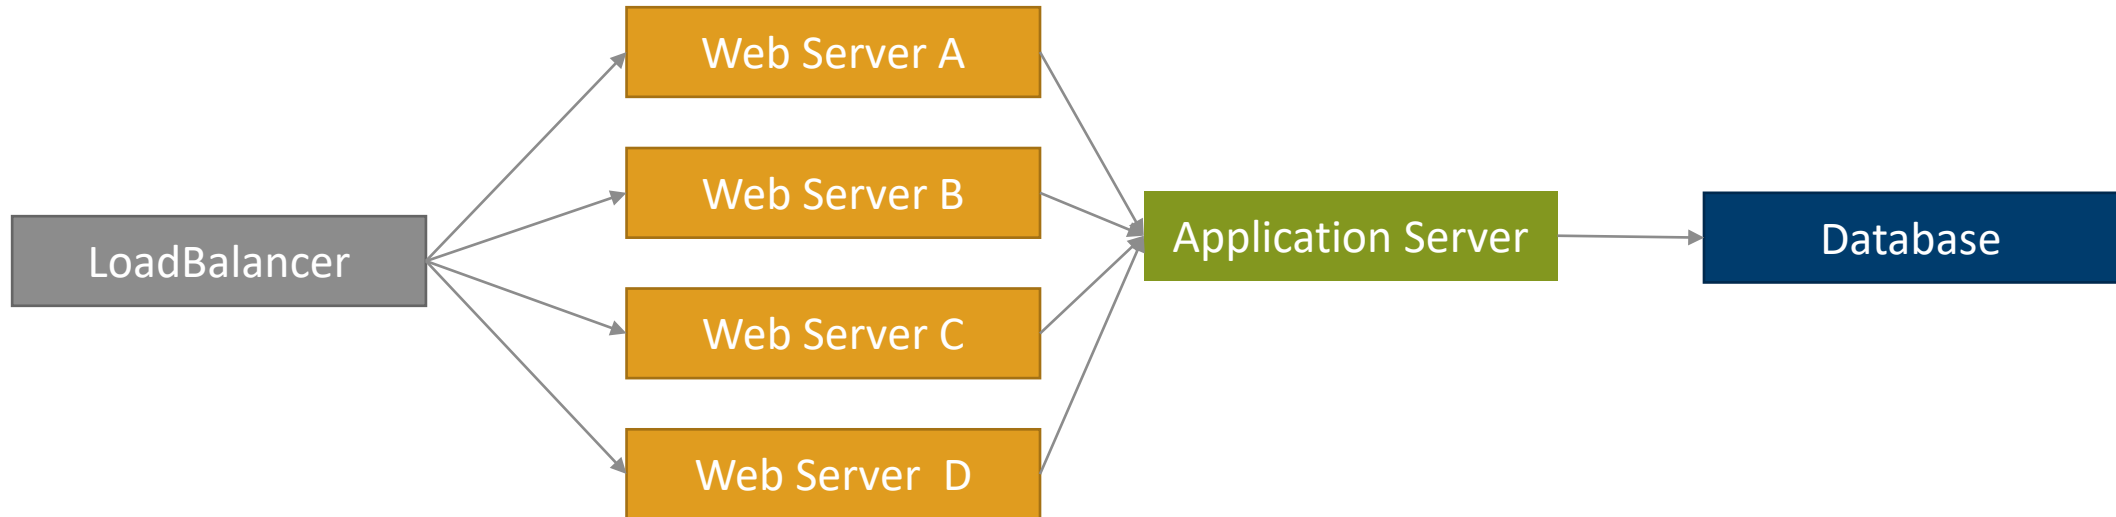 LoadBalancer
Web Server A
Web Server B
Web Server C
Web Server  D
Application Server
Database